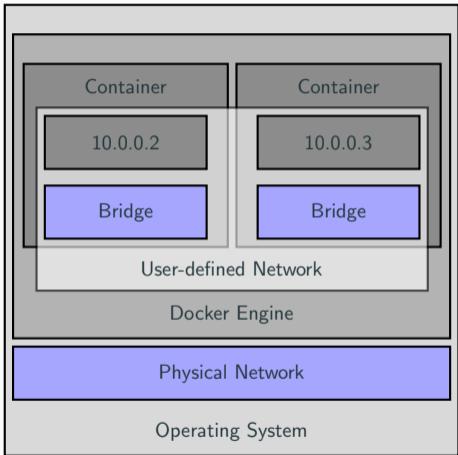 Container Container
10.0.0.2 10.0.0.3
Bridge Bridge
User-defined Network
Docker Engine
Physical Network
Operating System